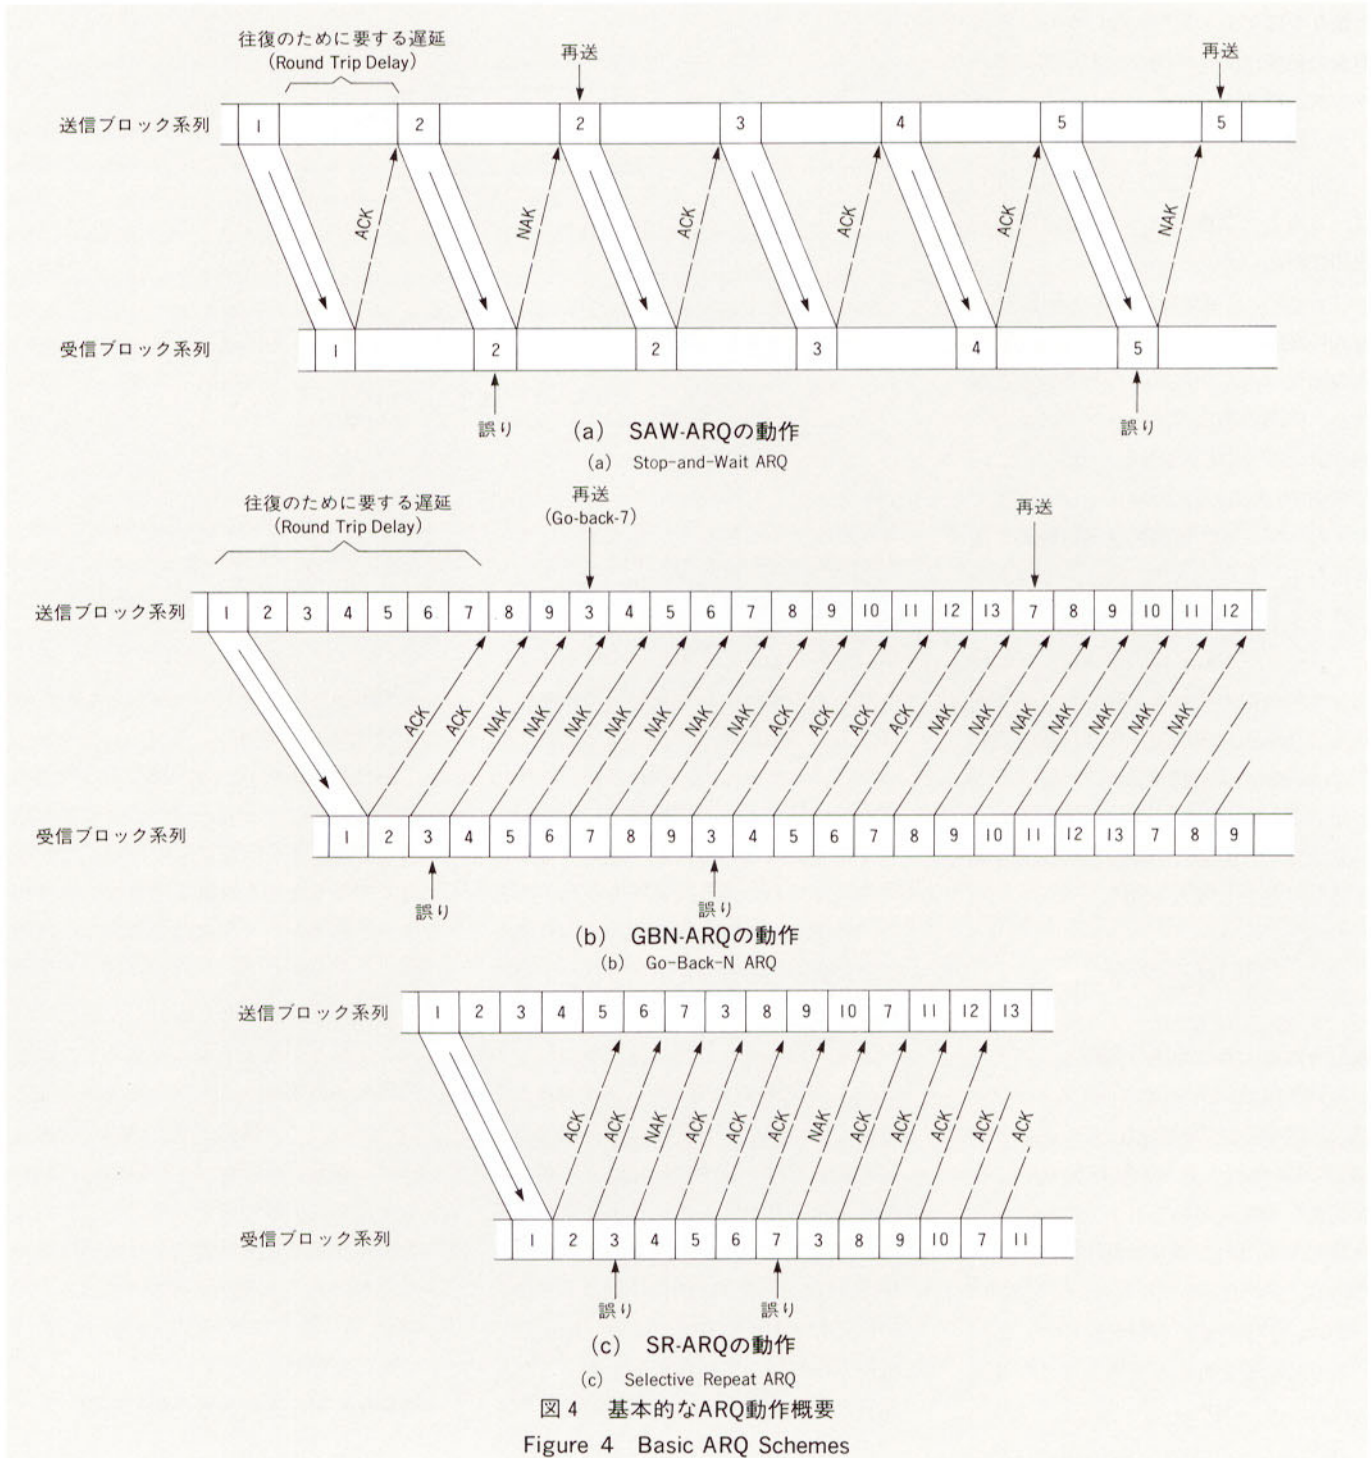 往復のために要する遅延
(Round Trip Delay)
再送
再送
送信ブロック系列 1 2 2 3 4 5 5
ACK NAK ACK ACK ACK NAK
受信ブロック系列 1 2 2 3 4 5
誤り
誤り
(a) SAW-ARQの動作
(a) Stop-and-Wait ARQ
往復のために要する遅延
(Round Trip Delay)
再送
(Go-back-7)
再送
送信ブロック系列 1 2 3 4 5 6 7 8 9 3 4 5 6 7 8 9 10 11 12 13 7 8 9 10 11 12
ACK ACK NAK NAK NAK NAK NAK NAK NAK ACK ACK ACK ACK NAK NAK NAK NAK NAK NAK NAK
受信ブロック系列 1 2 3 4 5 6 7 8 9 3 4 5 6 7 8 9 10 11 12 13 7 8 9
誤り
誤り
(b) GBN-ARQの動作
(b) Go-Back-N ARQ
送信ブロック系列 1 2 3 4 5 6 7 3 8 9 10 7 11 12 13
ACK ACK NAK ACK ACK ACK NAK ACK ACK ACK ACK ACK
受信ブロック系列 1 2 3 4 5 6 7 3 8 9 10 7 11
誤り
誤り
(c) SR-ARQの動作
(c) Selective Repeat ARQ
図4 基本的なARQ動作概要
Figure 4 Basic ARQ Schemes